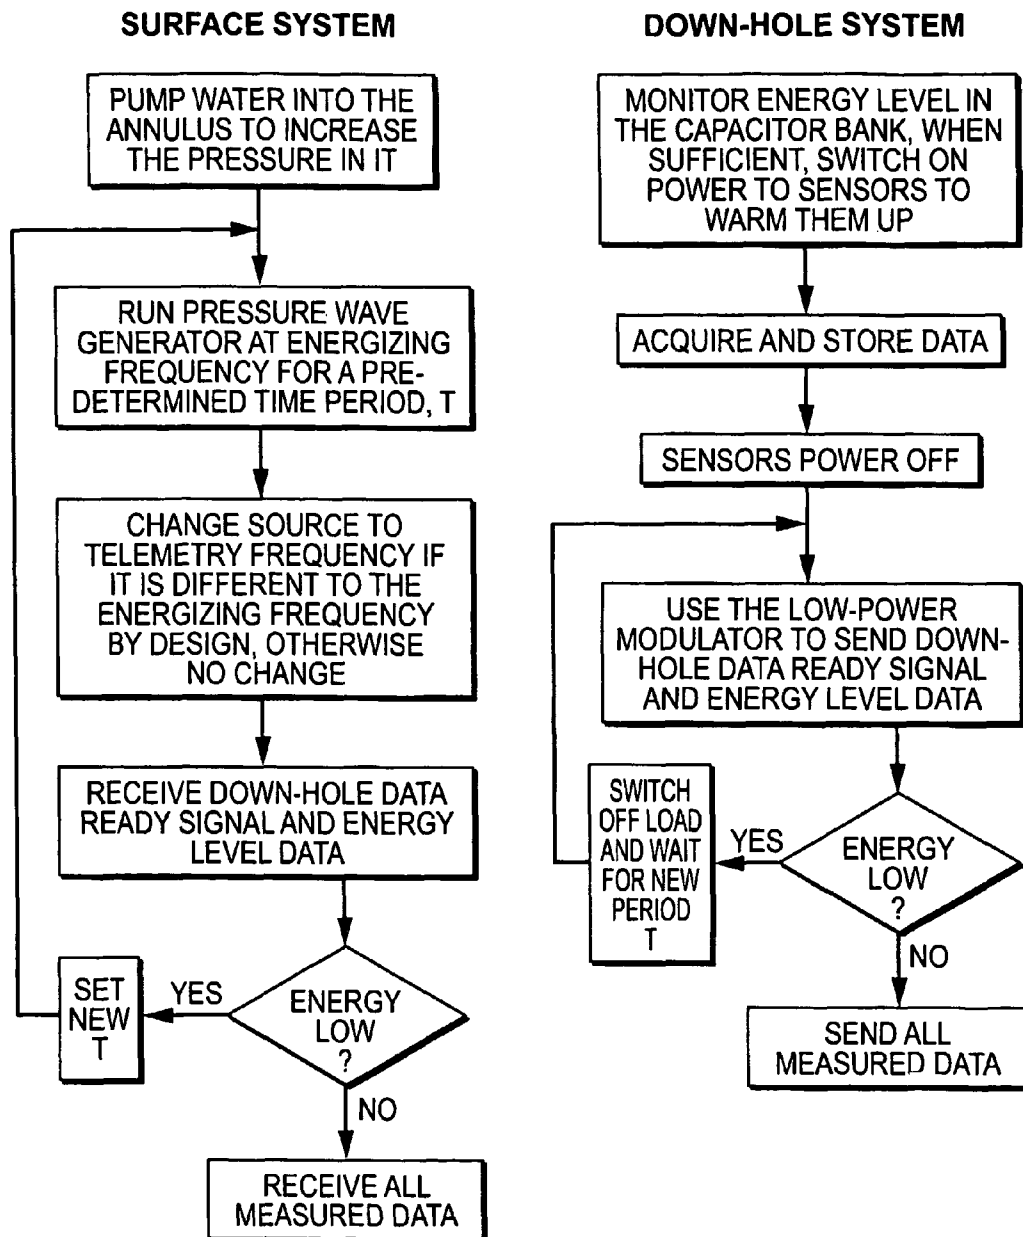 SURFACE SYSTEM
PUMP WATER INTO THE
ANNULUS TO INCREASE
THE PRESSURE IN IT
RUN PRESSURE WAVE
GENERATOR AT ENERGIZING
FREQUENCY FOR A PRE-
DETERMINED TIME PERIOD, T
CHANGE SOURCE TO
TELEMETRY FREQUENCY IF
IT IS DIFFERENT TO THE
ENERGIZING FREQUENCY
BY DESIGN, OTHERWISE
NO CHANGE
RECEIVE DOWN-HOLE DATA
READY SIGNAL AND ENERGY
LEVEL DATA
ENERGY
LOW
?
YES
SET
NEW
T
NO
RECEIVE ALL
MEASURED DATA
DOWN-HOLE SYSTEM
MONITOR ENERGY LEVEL IN
THE CAPACITOR BANK, WHEN
SUFFICIENT, SWITCH ON
POWER TO SENSORS TO
WARM THEM UP
ACQUIRE AND STORE DATA
SENSORS POWER OFF
USE THE LOW-POWER
MODULATOR TO SEND DOWN-
HOLE DATA READY SIGNAL
AND ENERGY LEVEL DATA
ENERGY
LOW
?
YES
SWITCH
OFF LOAD
AND WAIT
FOR NEW
PERIOD
T
NO
SEND ALL
MEASURED DATA